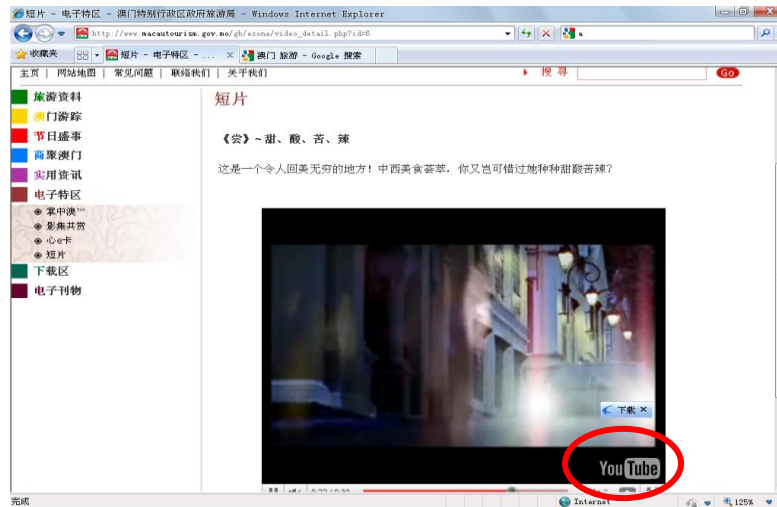 短片 - 电子特区 - 澳门特别行政区政府旅游局 - Windows Internet Explorer
http://www.macautourism.gov.mo/gb/ezone/video_detail.php?id=6
a
收藏夹
短片 - 电子特区 - ...
澳门 旅游 - Google 搜索
主页 | 网站地图 | 常见问题 | 联络我们 | 关于我们
搜寻
GO
旅游资料
澳门游踪
节日盛事
商聚澳门
实用资讯
电子特区
掌中澳™
影集共赏
心e卡
短片
下载区
电子刊物
短片
《尝》~甜、酸、苦、辣
这是一个令人回美无穷的地方！中西美食荟萃，你又岂可错过她种种甜酸苦辣？
下载 ×
YouTube
完成
Internet
125%